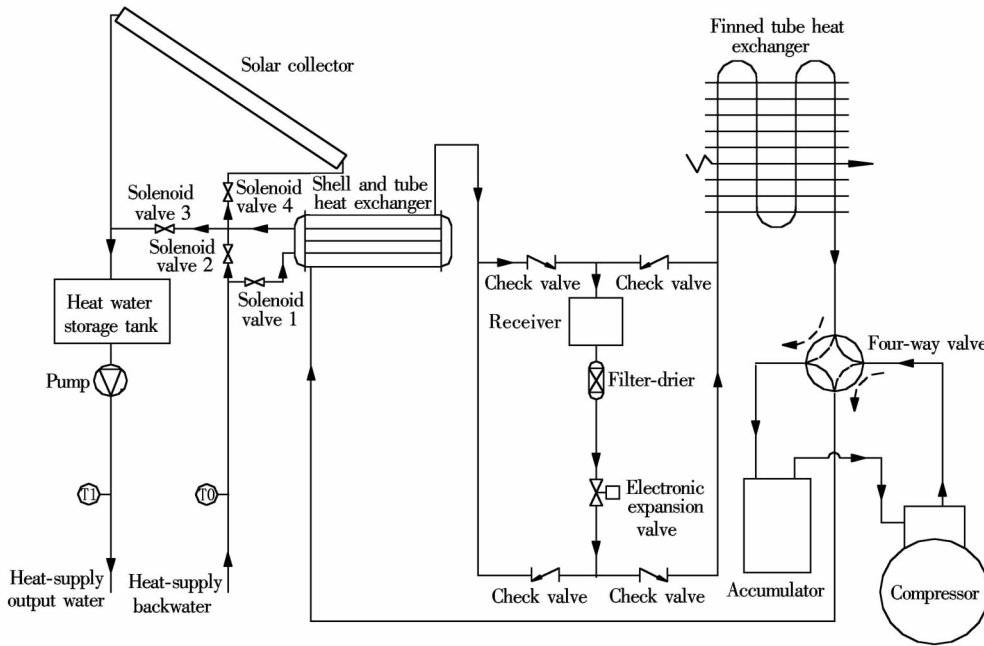 Finned tube heat
exchanger
Solar collector
Shell and tube
heat exchanger
Solenoid
valve 4
Solenoid
valve 3
Solenoid
valve 2
Solenoid
valve 1
Check valve
Check valve
Heat water
storage tank
Receiver
Four-way valve
Pump
Filter-drier
T1
T0
Electronic
expansion
valve
Heat-supply
output water
Heat-supply
backwater
Check valve
Check valve
Accumulator
Compressor